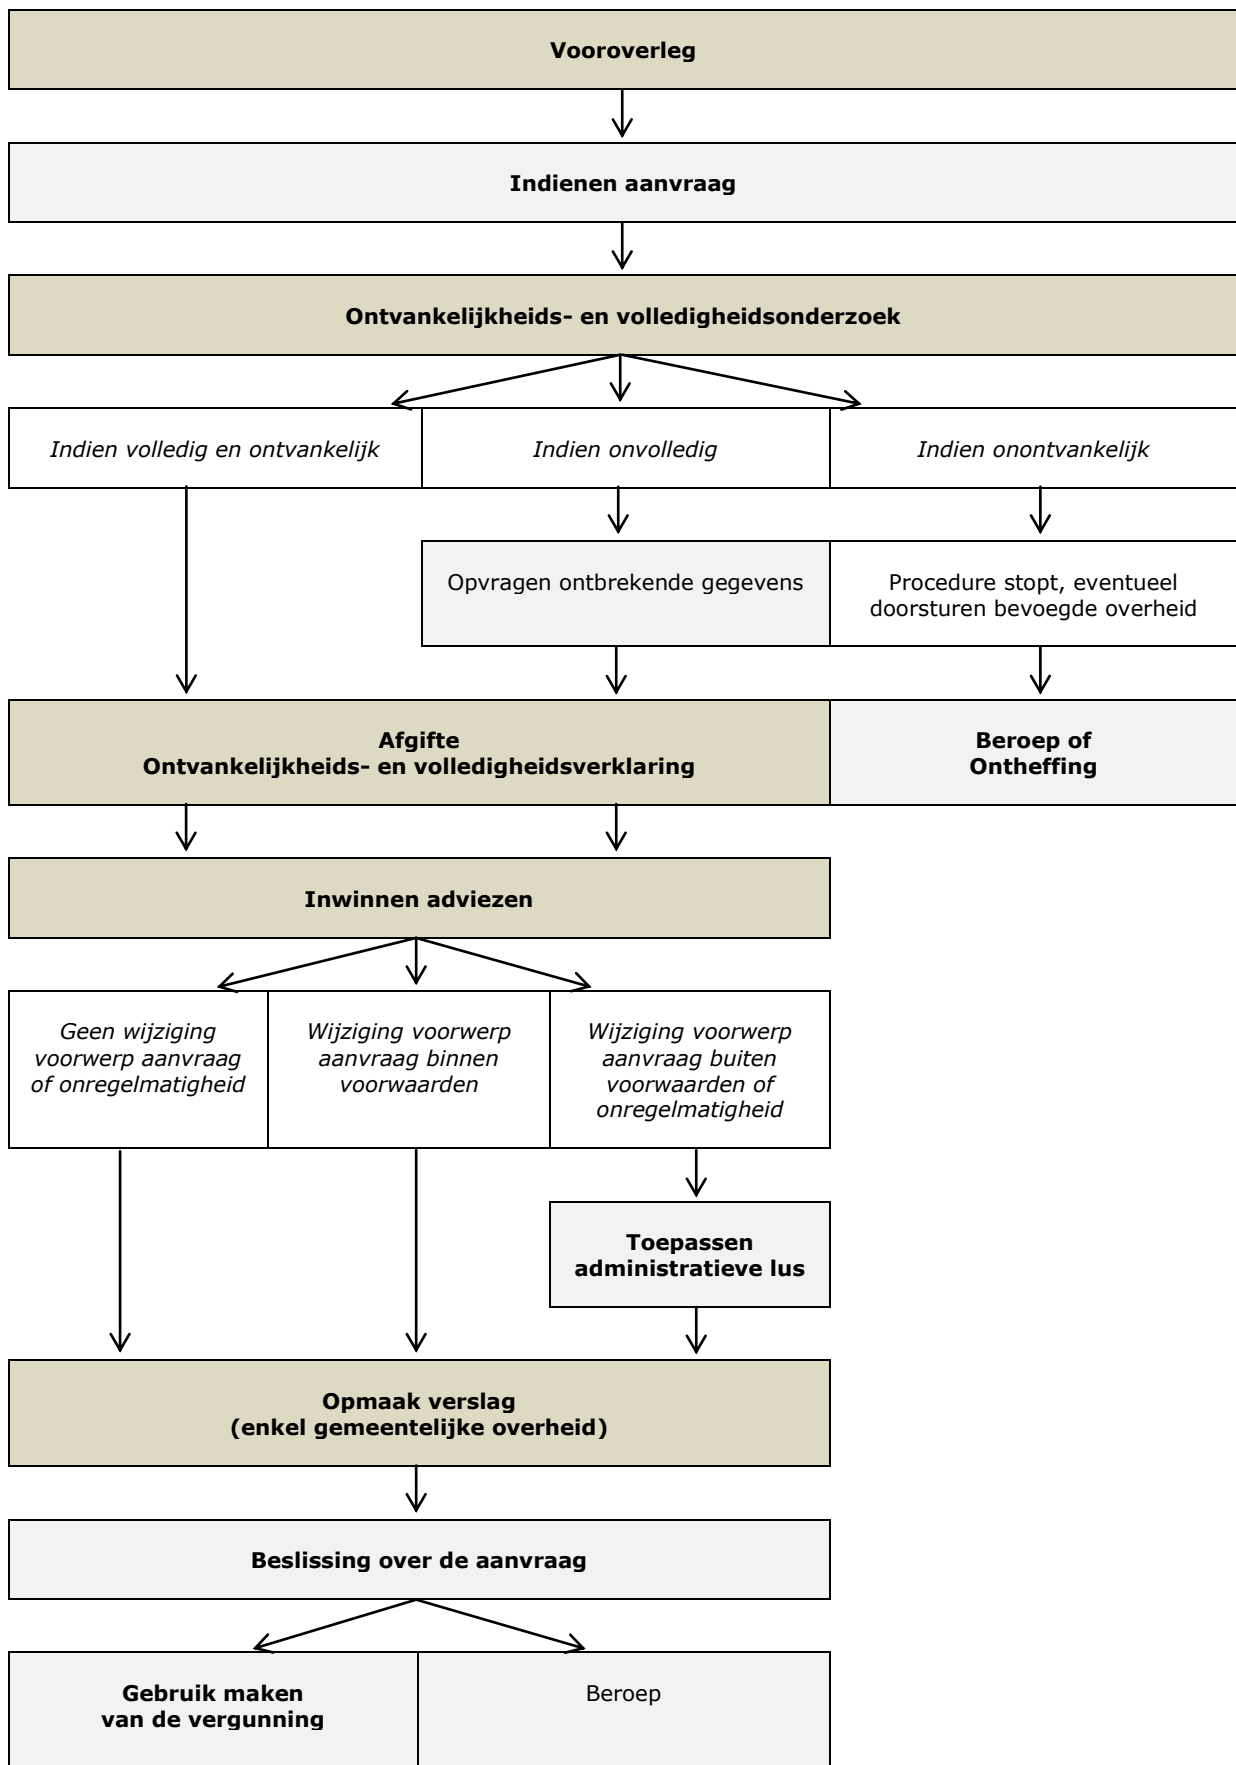 Vooroverleg
Indienen aanvraag
Ontvankelijkheids- en volledigheidsonderzoek
Indien volledig en ontvankelijk
Indien onvolledig
Indien onontvankelijk
Opvragen ontbrekende gegevens
Procedure stopt, eventueel
doorsturen bevoegde overheid
Afgifte
Ontvankelijkheids- en volledigheidsverklaring
Beroep of
Ontheffing
Inwinnen adviezen
Geen wijziging
voorwerp aanvraag
of onregelmatigheid
Wijziging voorwerp
aanvraag binnen
voorwaarden
Wijziging voorwerp
aanvraag buiten
voorwaarden of
onregelmatigheid
Toepassen
administratieve lus
Opmaak verslag
(enkel gemeentelijke overheid)
Beslissing over de aanvraag
Gebruik maken
van de vergunning
Beroep